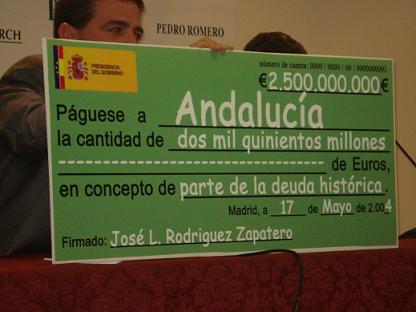 PEDRO ROMERO
RCH
PRESIDENCIA
DEL GOBIERNO
número de cuenta: 0000 / 0000 / 00 / 0000000001
€2.500.000.000€
Páguese a Andalucía
la cantidad de dos mil quinientos millones
--------------------------------- de Euros,
en concepto de parte de la deuda histórica.
Madrid, a 17 de Mayo de 2.004
Firmado: José L. Rodriguez Zapatero